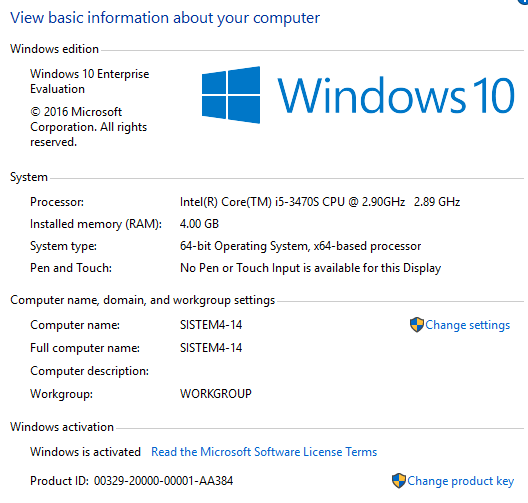 View basic information about your computer
Windows edition
Windows 10 Enterprise
Evaluation
© 2016 Microsoft
Corporation. All rights
reserved.
Windows 10
System
Processor: Intel(R) Core(TM) i5-3470S CPU @ 2.90GHz 2.89 GHz
Installed memory (RAM): 4.00 GB
System type: 64-bit Operating System, x64-based processor
Pen and Touch: No Pen or Touch Input is available for this Display
Computer name, domain, and workgroup settings
Computer name: SISTEM4-14 Change settings
Full computer name: SISTEM4-14
Computer description:
Workgroup: WORKGROUP
Windows activation
Windows is activated Read the Microsoft Software License Terms
Product ID: 00329-20000-00001-AA384 Change product key